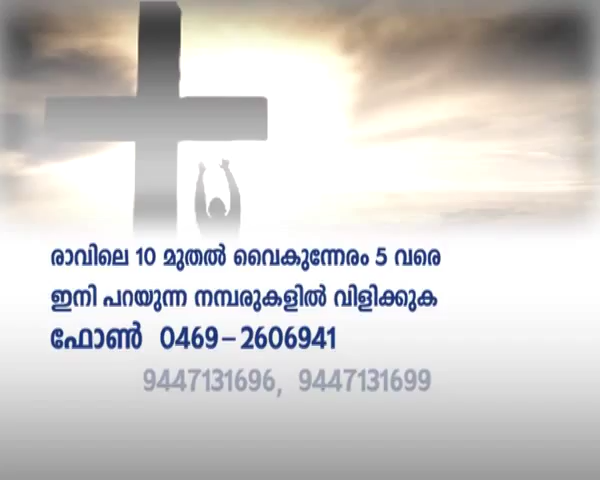 രാവിലെ 10 മുതൽ വൈകുന്നേരം 5 വരെ
ഇനി പറയുന്ന നമ്പരുകളിൽ വിളിക്കുക
ഫോൺ 0469-2606941
9447131696, 9447131699